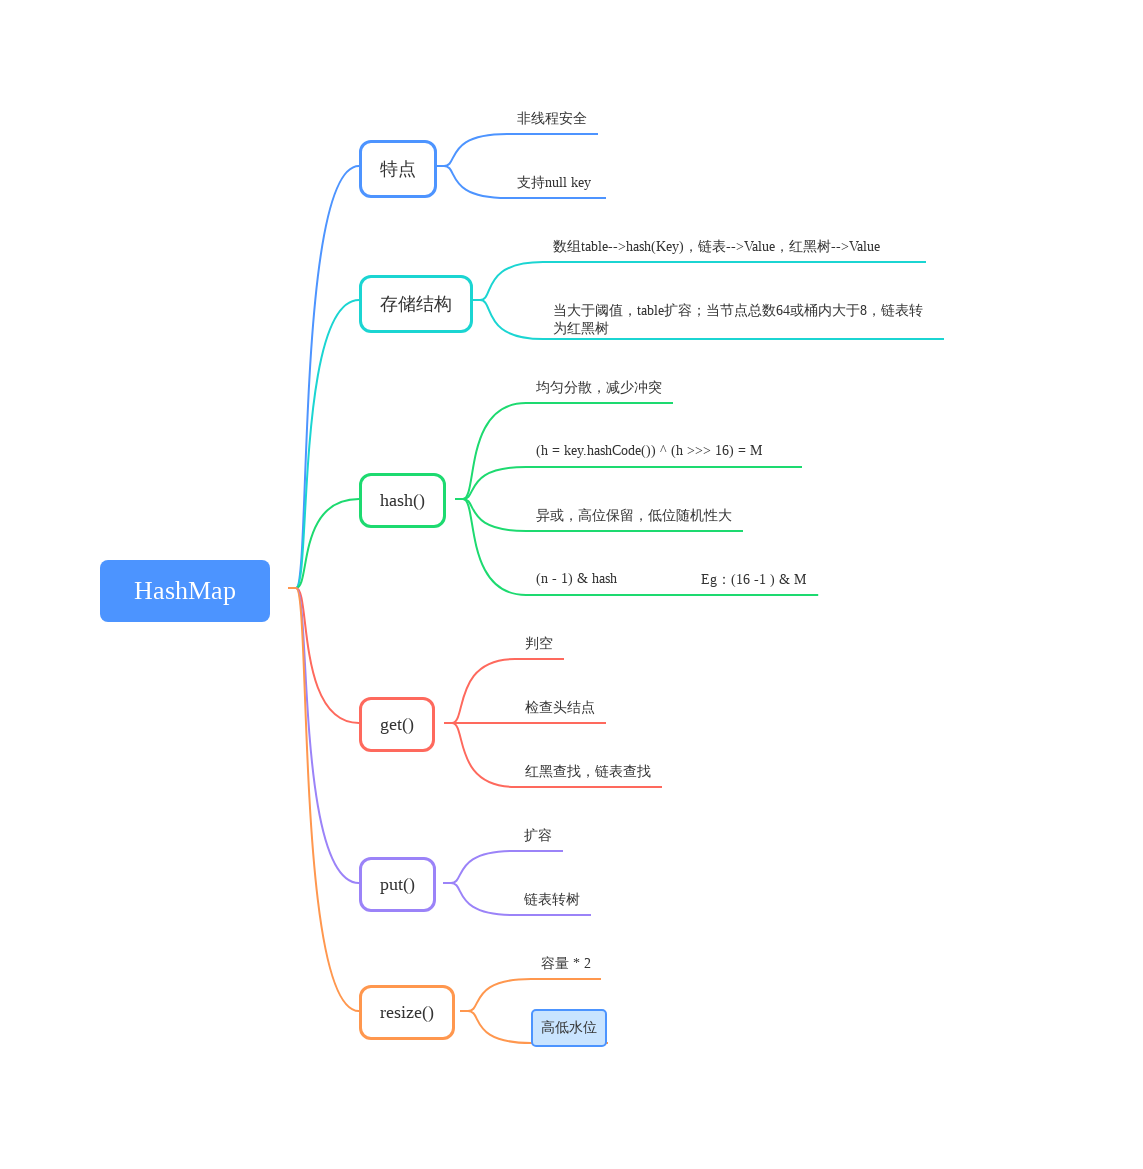 HashMap
特点
非线程安全
支持null key
存储结构
数组table-->hash(Key)，链表-->Value，红黑树-->Value
当大于阈值，table扩容；当节点总数64或桶内大于8，链表转
为红黑树
hash()
均匀分散，减少冲突
(h = key.hashCode()) ^ (h >>> 16) = M
异或，高位保留，低位随机性大
(n - 1) & hash
Eg：(16 -1 ) & M
get()
判空
检查头结点
红黑查找，链表查找
put()
扩容
链表转树
resize()
容量 * 2
高低水位